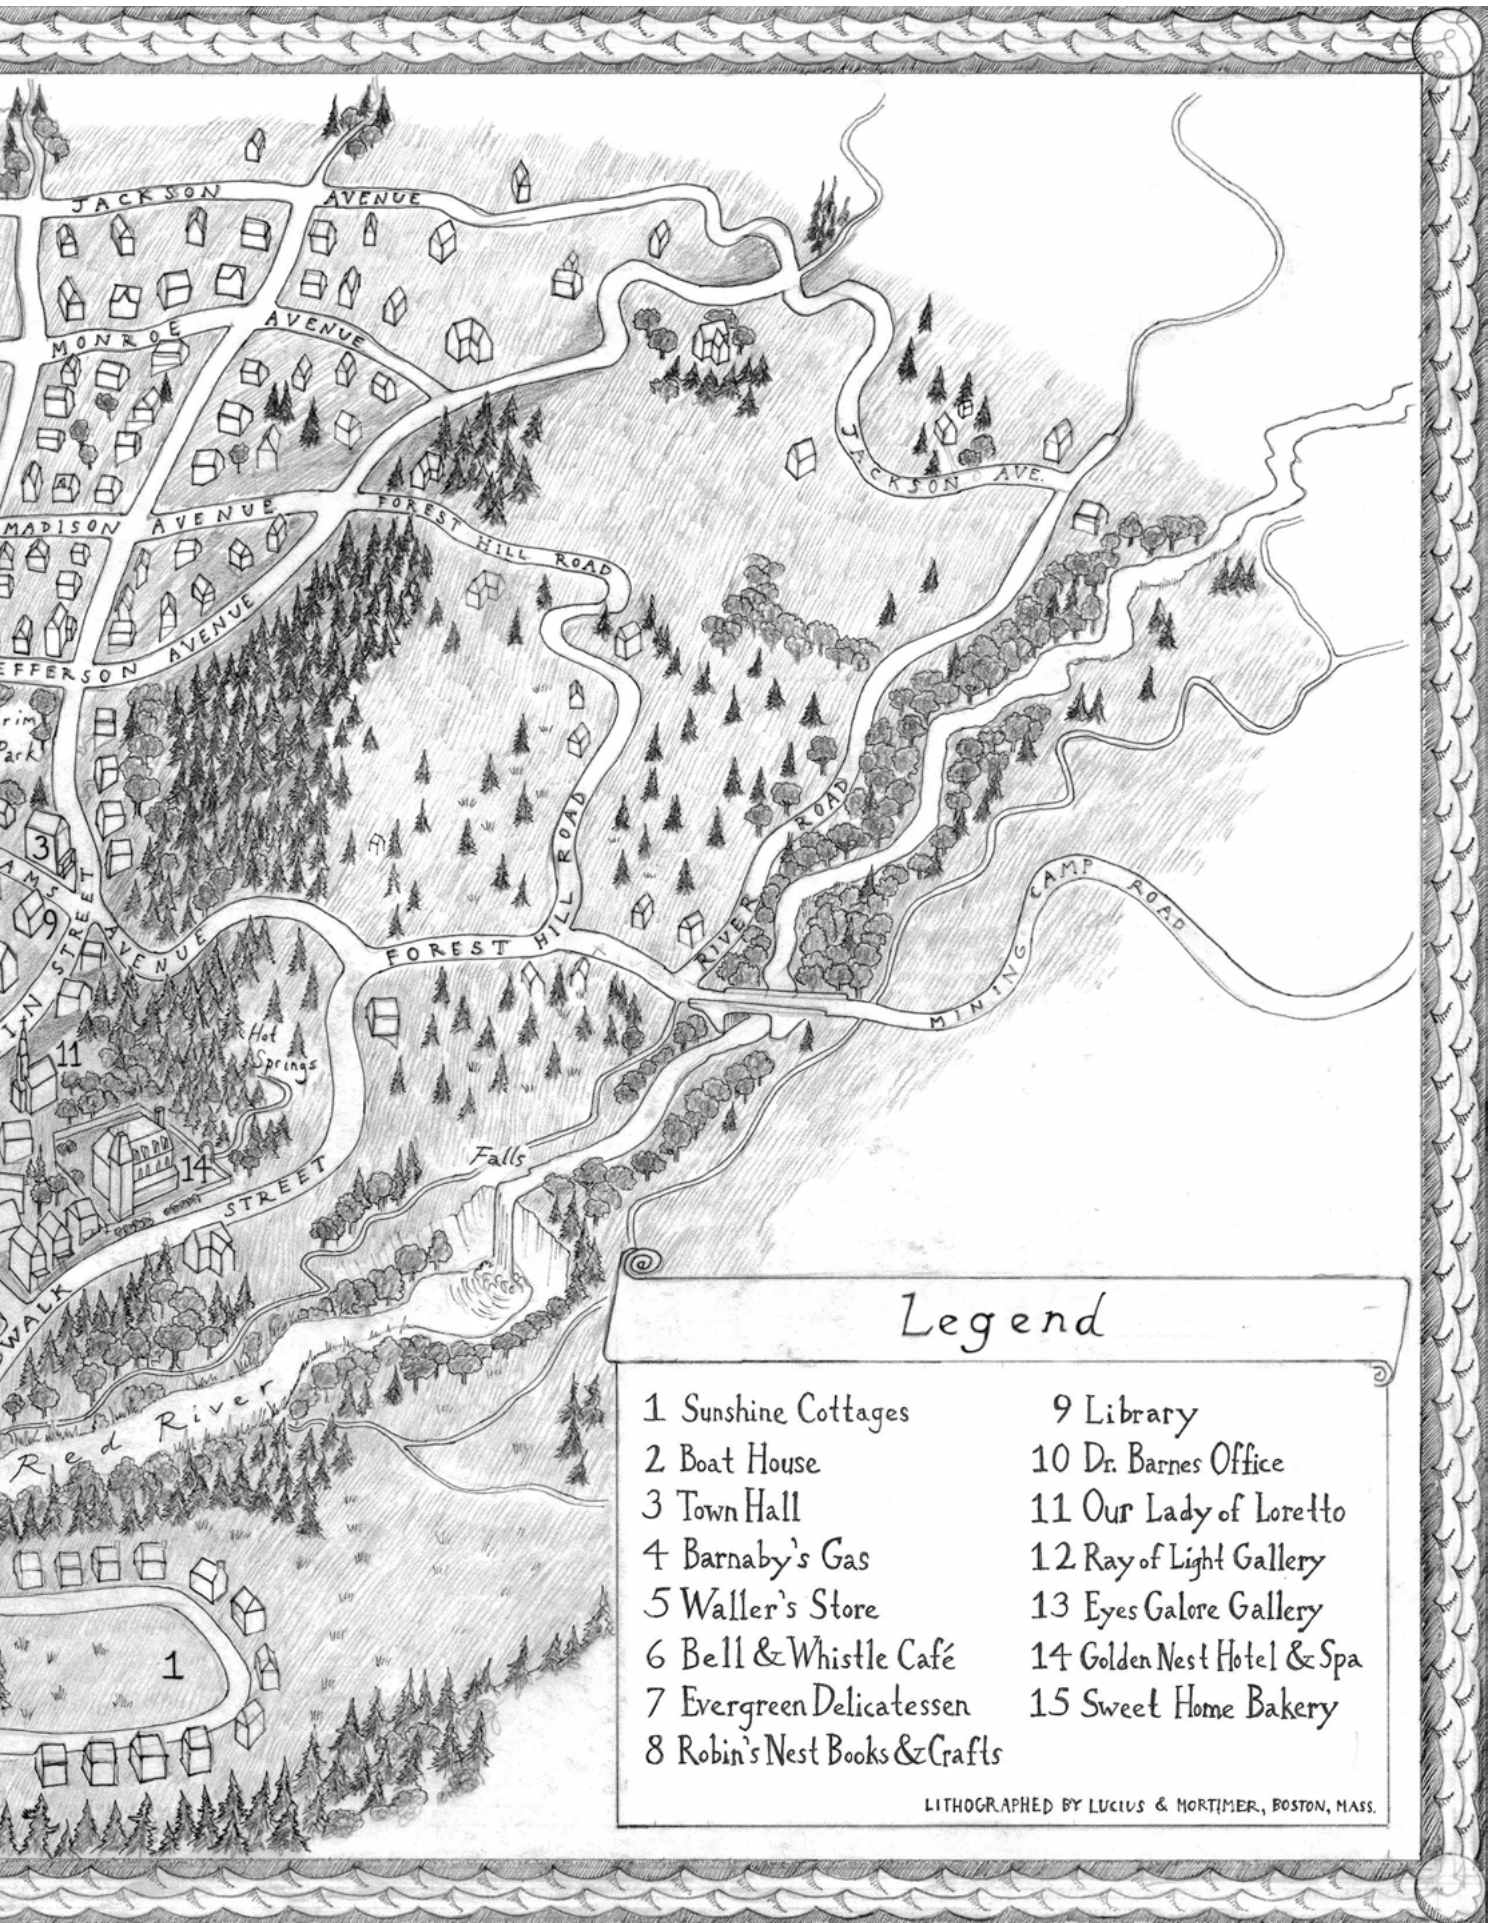 JACKSON AVENUE
MONROE AVENUE
MADISON AVENUE
FOREST HILL ROAD
JACKSON AVE.
EFFERSON AVENUE
rim
Park
3
AMS
9
STREET
AVENUE
IN
FOREST HILL ROAD
RIVER ROAD
MINING CAMP ROAD
11
Hot
Springs
14
STREET
Falls
WALK
Red River
1
Legend
1 Sunshine Cottages
2 Boat House
3 Town Hall
4 Barnaby's Gas
5 Waller's Store
6 Bell & Whistle Café
7 Evergreen Delicatessen
8 Robin's Nest Books & Crafts
9 Library
10 Dr. Barnes Office
11 Our Lady of Loretto
12 Ray of Light Gallery
13 Eyes Galore Gallery
14 Golden Nest Hotel & Spa
15 Sweet Home Bakery
LITHOGRAPHED BY LUCIUS & MORTIMER, BOSTON, MASS.